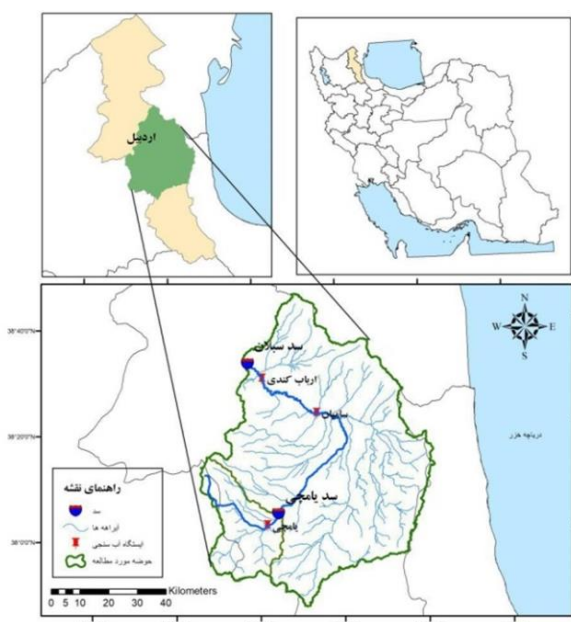 اردبیل
N
W E
S
38°40'0"N
38°20'0"N
38°0'0"N
سد سبلان
ارباب کندی
سامیان
سد یامچی
یامچی
دریاچه خزر
راهنمای نقشه
سد
آبراهه ها
ایستگاه آب سنجی
حوضه مورد مطالعه
Kilometers
0 5 10 20 30 40